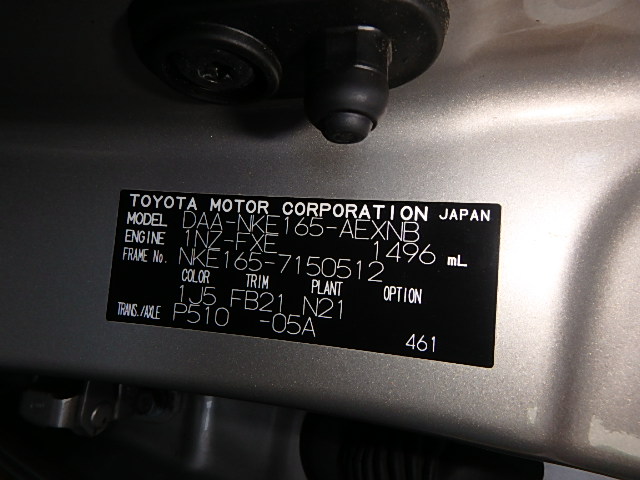 TOYOTA MOTOR CORPORATION JAPAN
MODEL DAA-NKE165-AEXNB
ENGINE 1NZ-FXE 1496 mL
FRAME No. NKE165-7150512
COLOR TRIM PLANT OPTION
1J5 FB21 N21
TRANS./AXLE P510 -05A
461